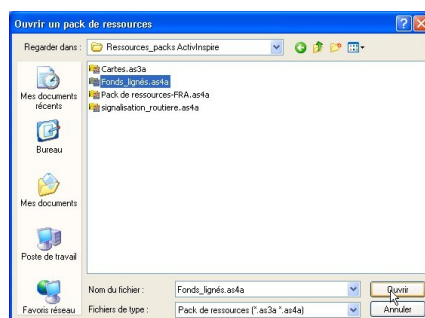 Ouvrir un pack de ressources
Regarder dans : Ressources_packs ActivInspire
Mes documents récents
Bureau
Mes documents
Poste de travail
Favoris réseau
Cartes.as3a
Fonds_lignés.as4a
Pack de ressources-FRA.as4a
signalisation_routiere.as4a
Nom du fichier : Fonds_lignés.as4a Ouvrir
Fichiers de type : Pack de ressources (*.as3a *.as4a) Annuler